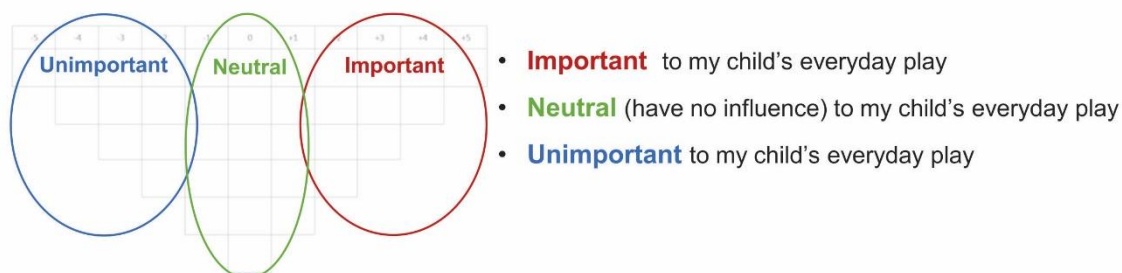 -5 -4 -3 0 +1 +3 +4 +5
Unimportant Neutral Important
• Important to my child's everyday play
• Neutral (have no influence) to my child's everyday play
• Unimportant to my child's everyday play